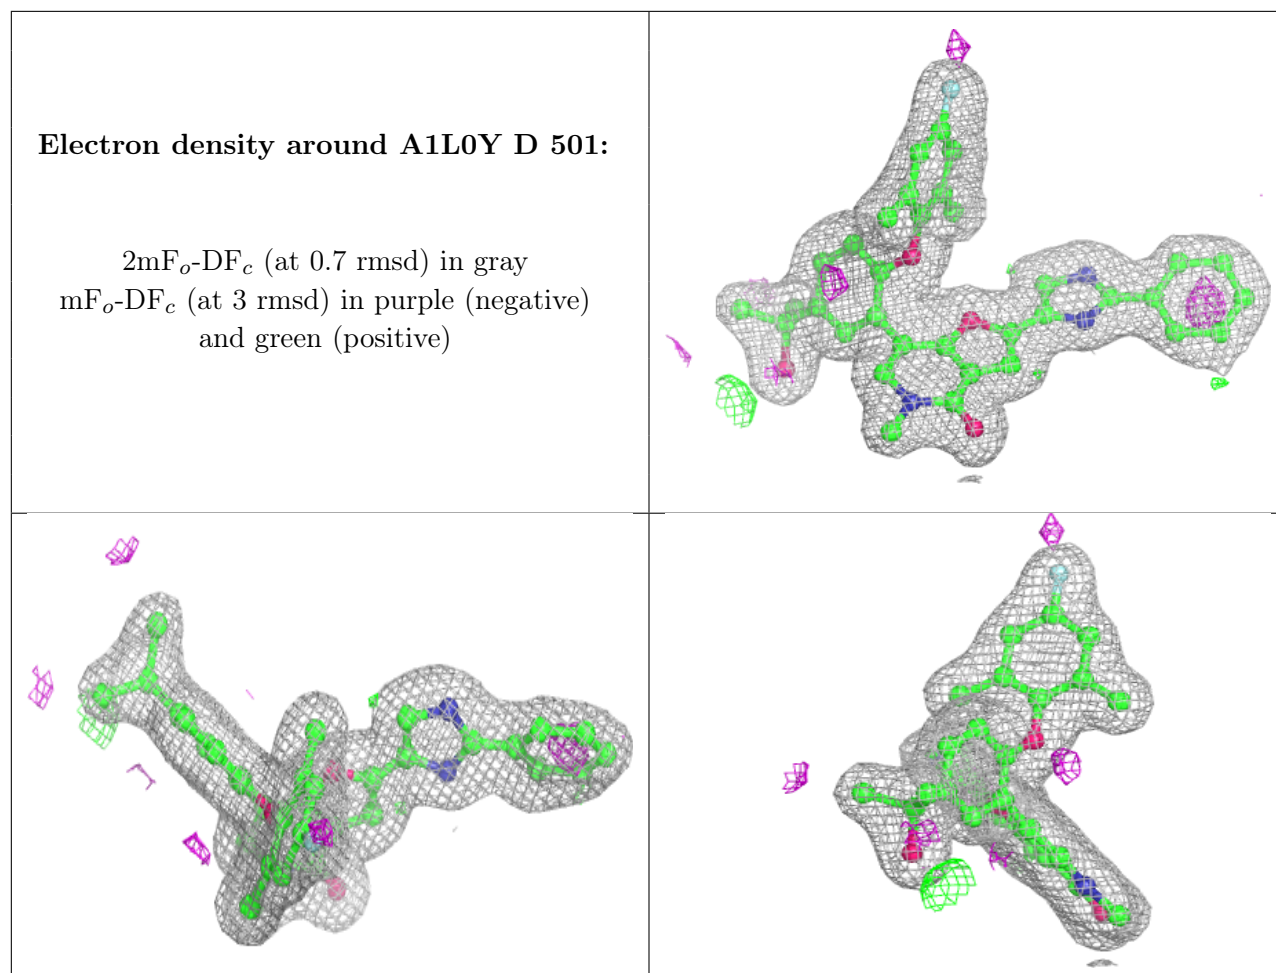 Electron density around A1L0Y D 501:
2mFo-DFc (at 0.7 rmsd) in gray
mFo-DFc (at 3 rmsd) in purple (negative)
and green (positive)